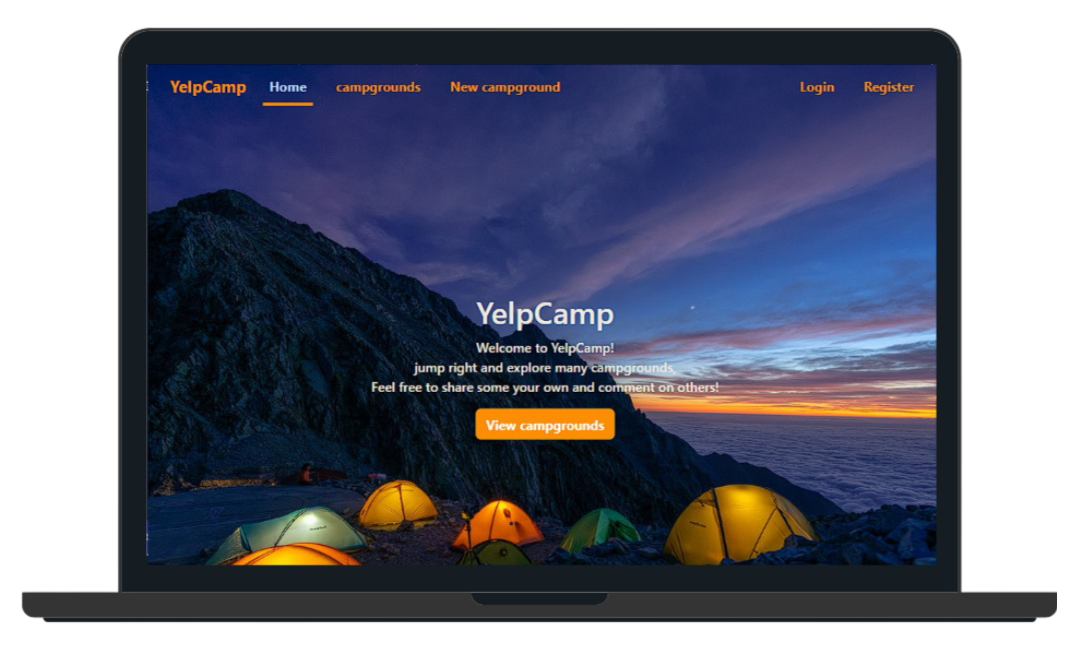 YelpCamp Home campgrounds New campground Login Register
YelpCamp
Welcome to YelpCamp!
jump right and explore many campgrounds,
Feel free to share some your own and comment on others!
View campgrounds